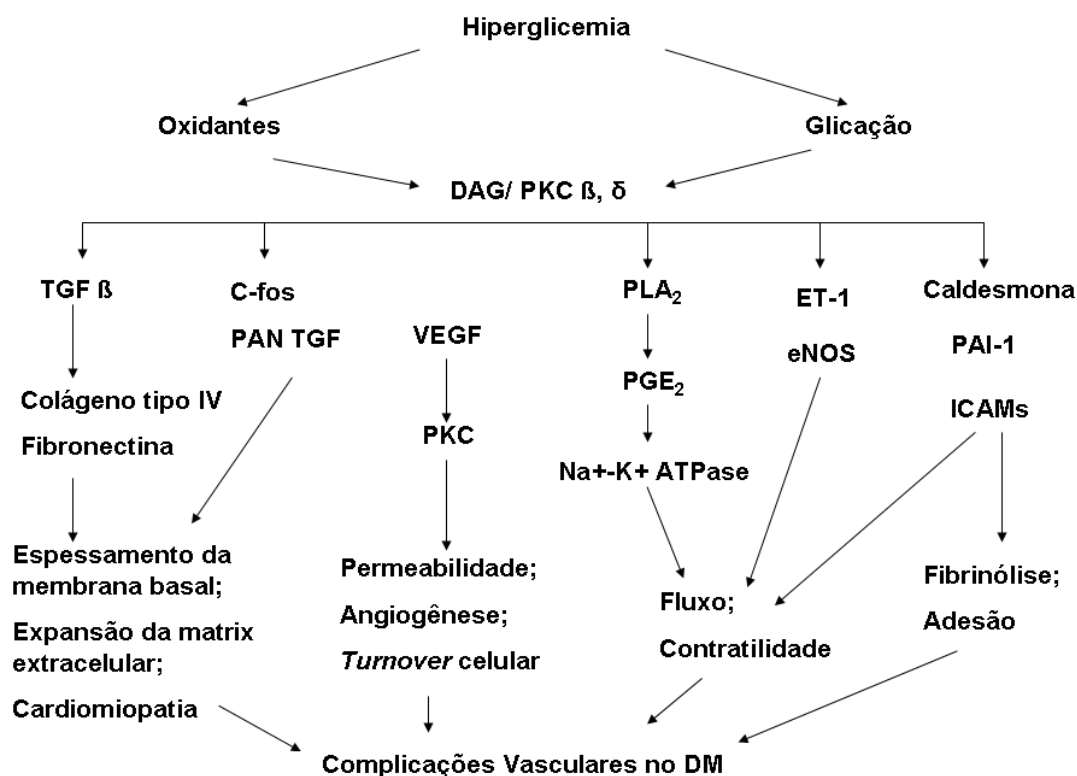 Hiperglicemia
Oxidantes
Glicação
DAG/ PKC ß, δ
TGF ß
C-fos
PAN TGF
VEGF
PLA₂
ET-1
eNOS
Caldesmona
PAI-1
ICAMs
Colágeno tipo IV
Fibronectina
PKC
PGE₂
Na+-K+ ATPase
Espessamento da
membrana basal;
Expansão da matrix
extracelular;
Cardiomiopatia
Permeabilidade;
Angiogênese;
Turnover celular
Fluxo;
Contratilidade
Fibrinólise;
Adesão
Complicações Vasculares no DM